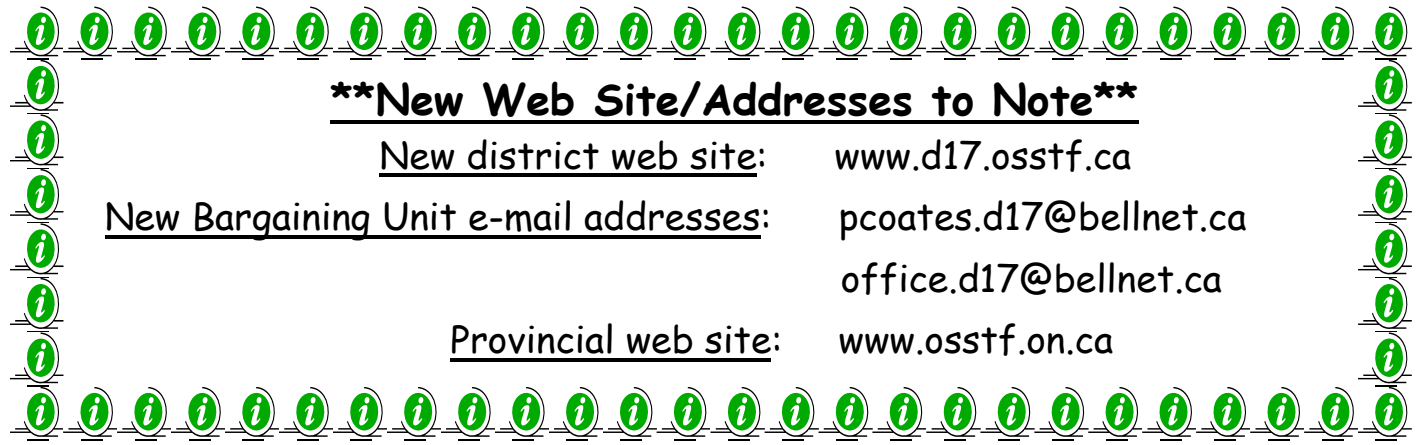 **New Web Site/Addresses to Note**
New district web site: www.d17.osstf.ca
New Bargaining Unit e-mail addresses: pcoates.d17@bellnet.ca
office.d17@bellnet.ca
Provincial web site: www.osstf.on.ca